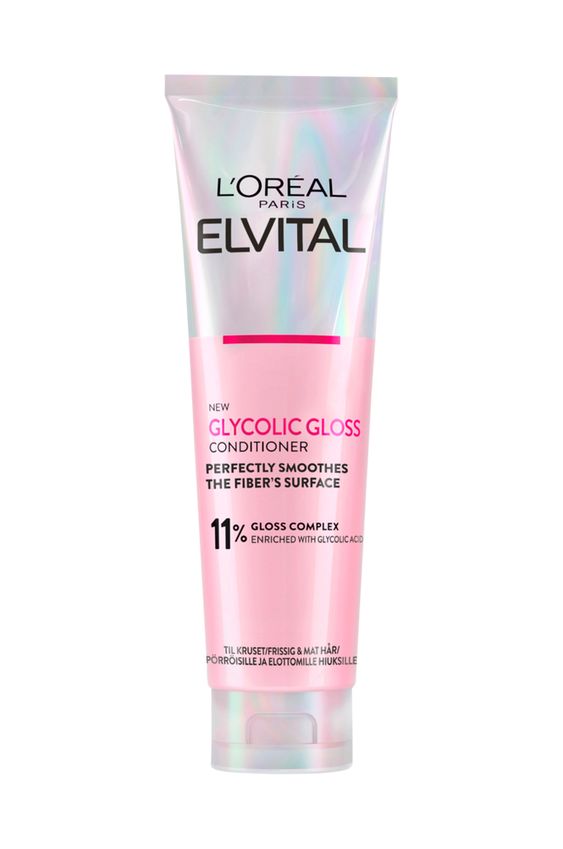 L'ORÉAL
PARiS
ELVITAL
NEW
GLYCOLIC GLOSS
CONDITIONER
PERFECTLY SMOOTHES
THE FIBER'S SURFACE
11% GLOSS COMPLEX
ENRICHED WITH GLYCOLIC ACID
TIL KRUSET/FRISSIG & MAT HÅR/
PÖRRÖISILLE JA ELOTTOMILLE HIUKSILLE